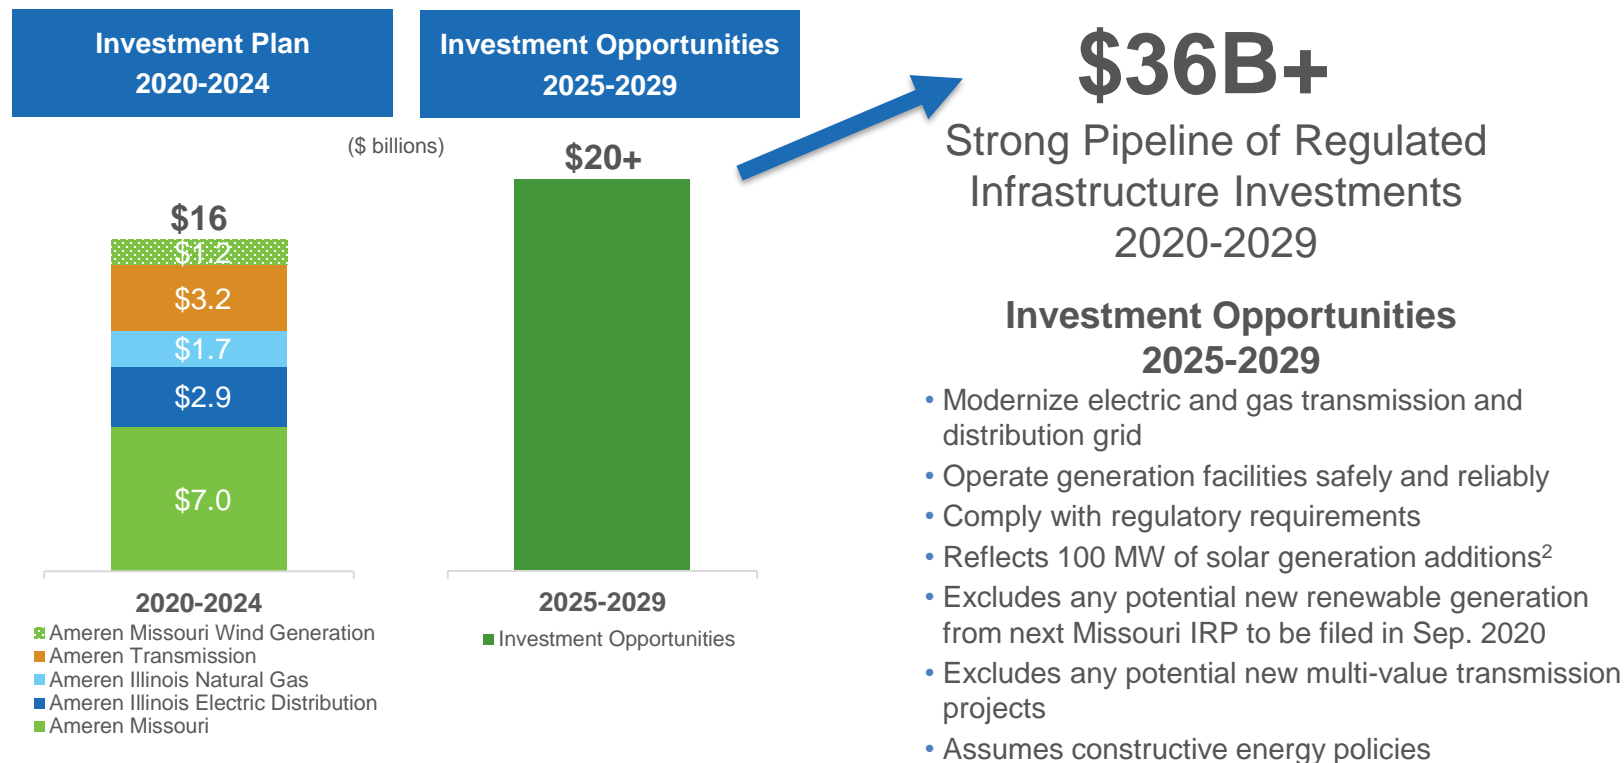 Investment Plan
2020-2024
Investment Opportunities
2025-2029
($ billions)
$16
$1.2
$3.2
$1.7
$2.9
$7.0
2020-2024
Ameren Missouri Wind Generation
Ameren Transmission
Ameren Illinois Natural Gas
Ameren Illinois Electric Distribution
Ameren Missouri
$20+
2025-2029
Investment Opportunities
$36B+
Strong Pipeline of Regulated
Infrastructure Investments
2020-2029
Investment Opportunities
2025-2029
• Modernize electric and gas transmission and
distribution grid
• Operate generation facilities safely and reliably
• Comply with regulatory requirements
• Reflects 100 MW of solar generation additions²
• Excludes any potential new renewable generation
from next Missouri IRP to be filed in Sep. 2020
• Excludes any potential new multi-value transmission
projects
• Assumes constructive energy policies